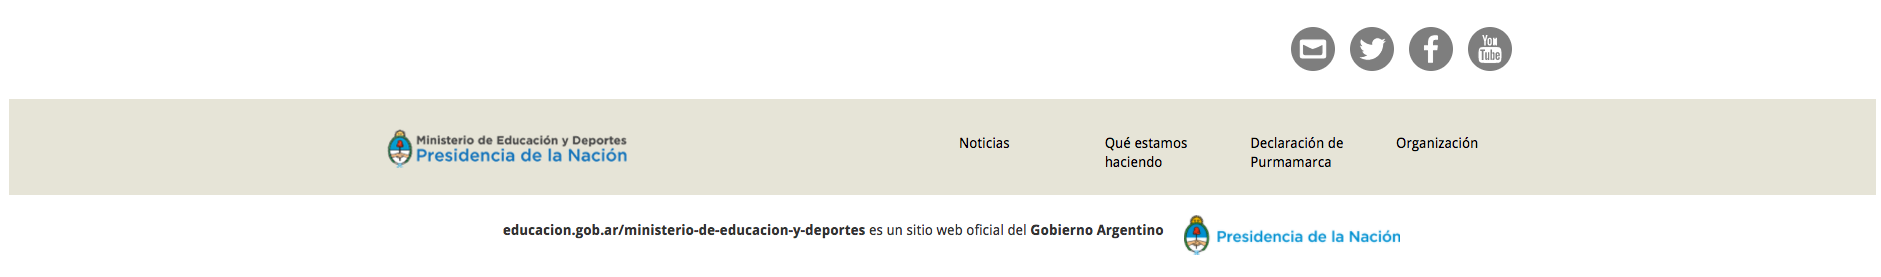 You
Tube
Ministerio de Educación y Deportes
Presidencia de la Nación
Noticias
Qué estamos
haciendo
Declaración de
Purmamarca
Organización
educacion.gob.ar/ministerio-de-educacion-y-deportes es un sitio web oficial del Gobierno Argentino
Presidencia de la Nación